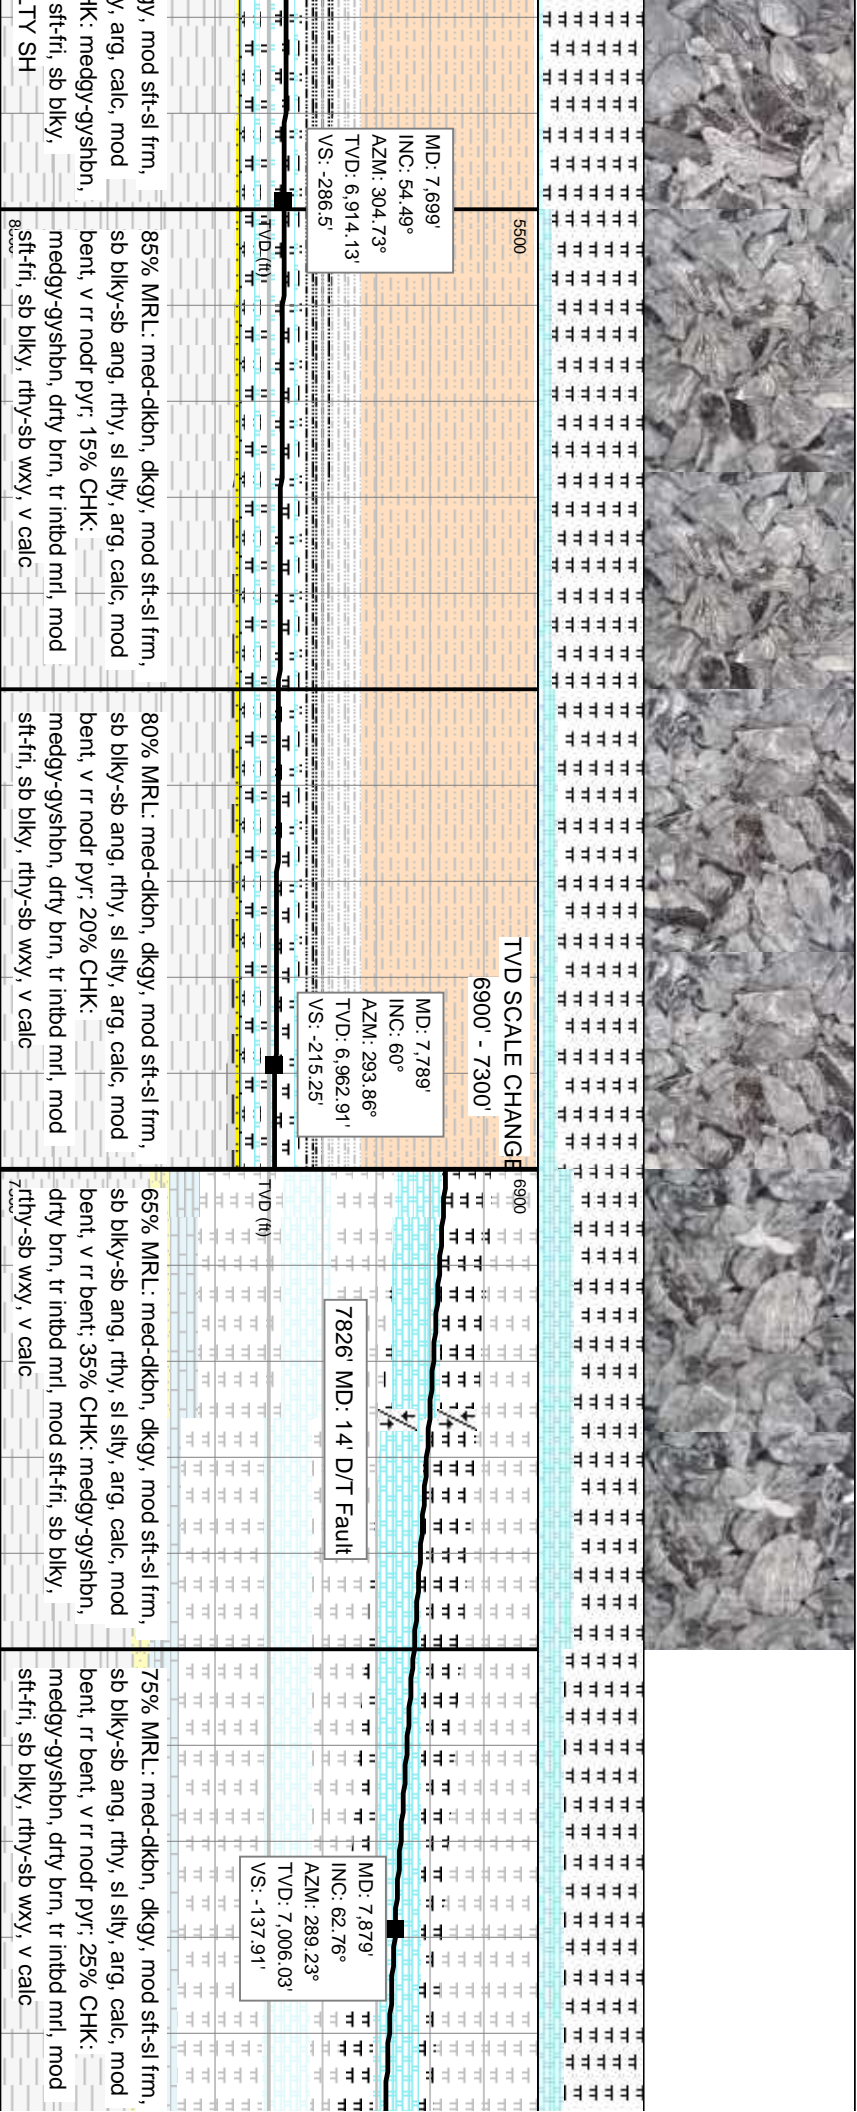 gy, mod sft-sl frm,
y, arg, calc, mod
HK: medgy-gyshbn,
sft-fri, sb blky,
LTY SH
MD: 7,699'
INC: 54.49°
AZM: 304.73°
TVD: 6,914.13'
VS: -286.5'
5500
TVD (ft)
85% MRL: med-dkbn, dkgy, mod sft-sl frm,
sb blky-sb ang, rthy, sl slty, arg, calc, mod
bent, v rr nodr pyr; 15% CHK:
medgy-gyshbn, drty brn, tr intbd mrl, mod
sft-fri, sb blky, rthy-sb wxy, v calc
80% MRL: med-dkbn, dkgy, mod sft-sl frm,
sb blky-sb ang, rthy, sl slty, arg, calc, mod
bent, v rr nodr pyr; 20% CHK:
medgy-gyshbn, drty brn, tr intbd mrl, mod
sft-fri, sb blky, rthy-sb wxy, v calc
TVD SCALE CHANGE
6900' - 7300'
MD: 7,789'
INC: 60°
AZM: 293.86°
TVD: 6,962.91'
VS: -215.25'
6900
TVD (ft)
7826' MD: 14' D/T Fault
65% MRL: med-dkbn, dkgy, mod sft-sl frm,
sb blky-sb ang, rthy, sl slty, arg, calc, mod
bent, v rr bent; 35% CHK: medgy-gyshbn,
drty brn, tr intbd mrl, mod sft-fri, sb blky,
rthy-sb wxy, v calc
75% MRL: med-dkbn, dkgy, mod sft-sl frm,
sb blky-sb ang, rthy, sl slty, arg, calc, mod
bent, rr bent, v rr nodr pyr; 25% CHK:
medgy-gyshbn, drty brn, tr intbd mrl, mod
sft-fri, sb blky, rthy-sb wxy, v calc
MD: 7,879'
INC: 62.76°
AZM: 289.23°
TVD: 7,006.03'
VS: -137.91'